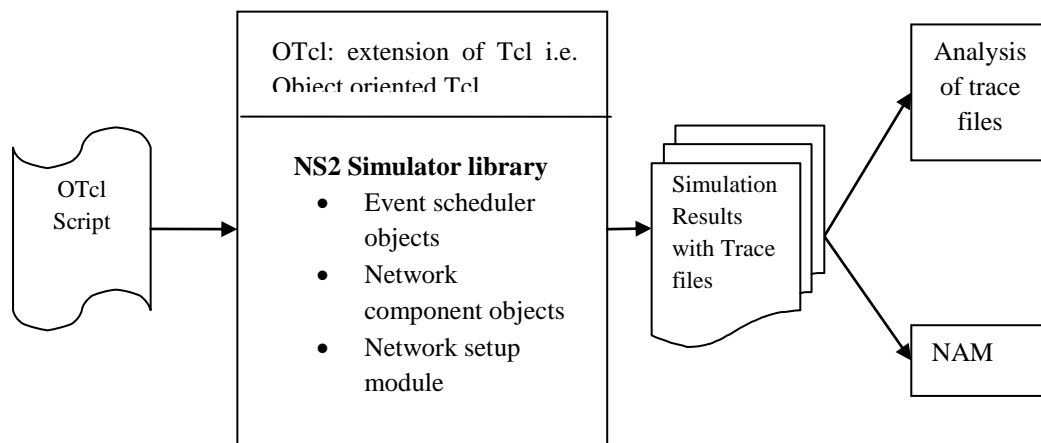 OTcl
Script
OTcl: extension of Tcl i.e.
Object oriented Tcl
NS2 Simulator library
• Event scheduler
objects
• Network
component objects
• Network setup
module
Simulation
Results
with Trace
files
Analysis
of trace
files
NAM